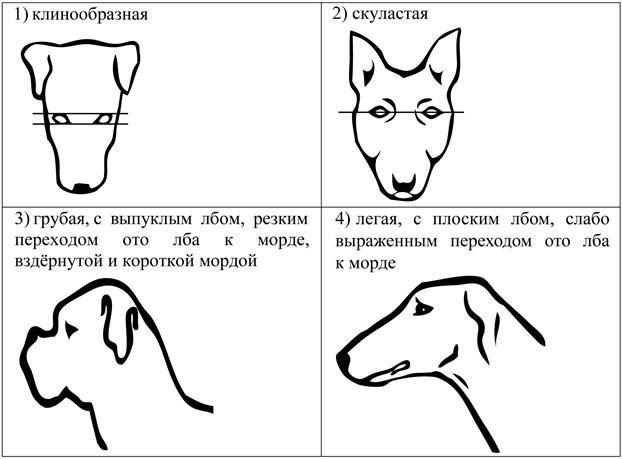 1) клинообразная
2) скуластая
3) грубая, с выпуклым лбом, резким
переходом ото лба к морде,
вздёрнутой и короткой мордой
4) легая, с плоским лбом, слабо
выраженным переходом ото лба
к морде